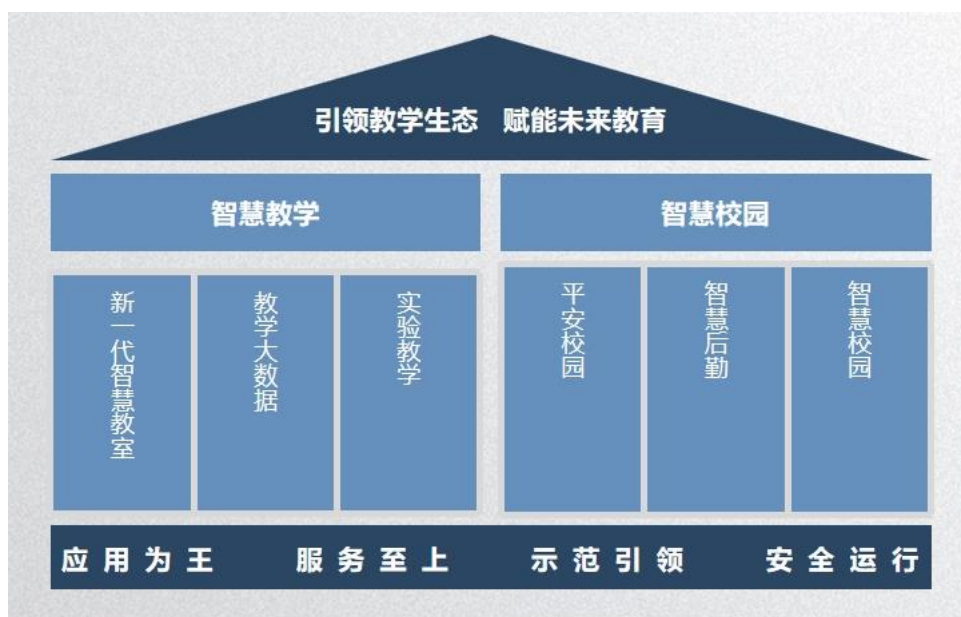 引领教学生态 赋能未来教育
智慧教学
智慧校园
新一代智慧教室
教学大数据
实验教学
平安校园
智慧后勤
智慧校园
应用为王 服务至上 示范引领 安全运行